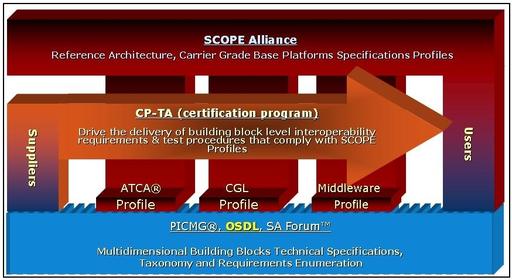 SCOPE Alliance
Reference Architecture, Carrier Grade Base Platforms Specifications Profiles
CP-TA (certification program)
Drive the delivery of building block level interoperability
requirements & test procedures that comply with SCOPE
Profiles
Suppliers
Users
ATCA®
Profile
CGL
Profile
Middleware
Profile
PICMG®, OSDL, SA Forum™
Multidimensional Building Blocks Technical Specifications,
Taxonomy and Requirements Enumeration